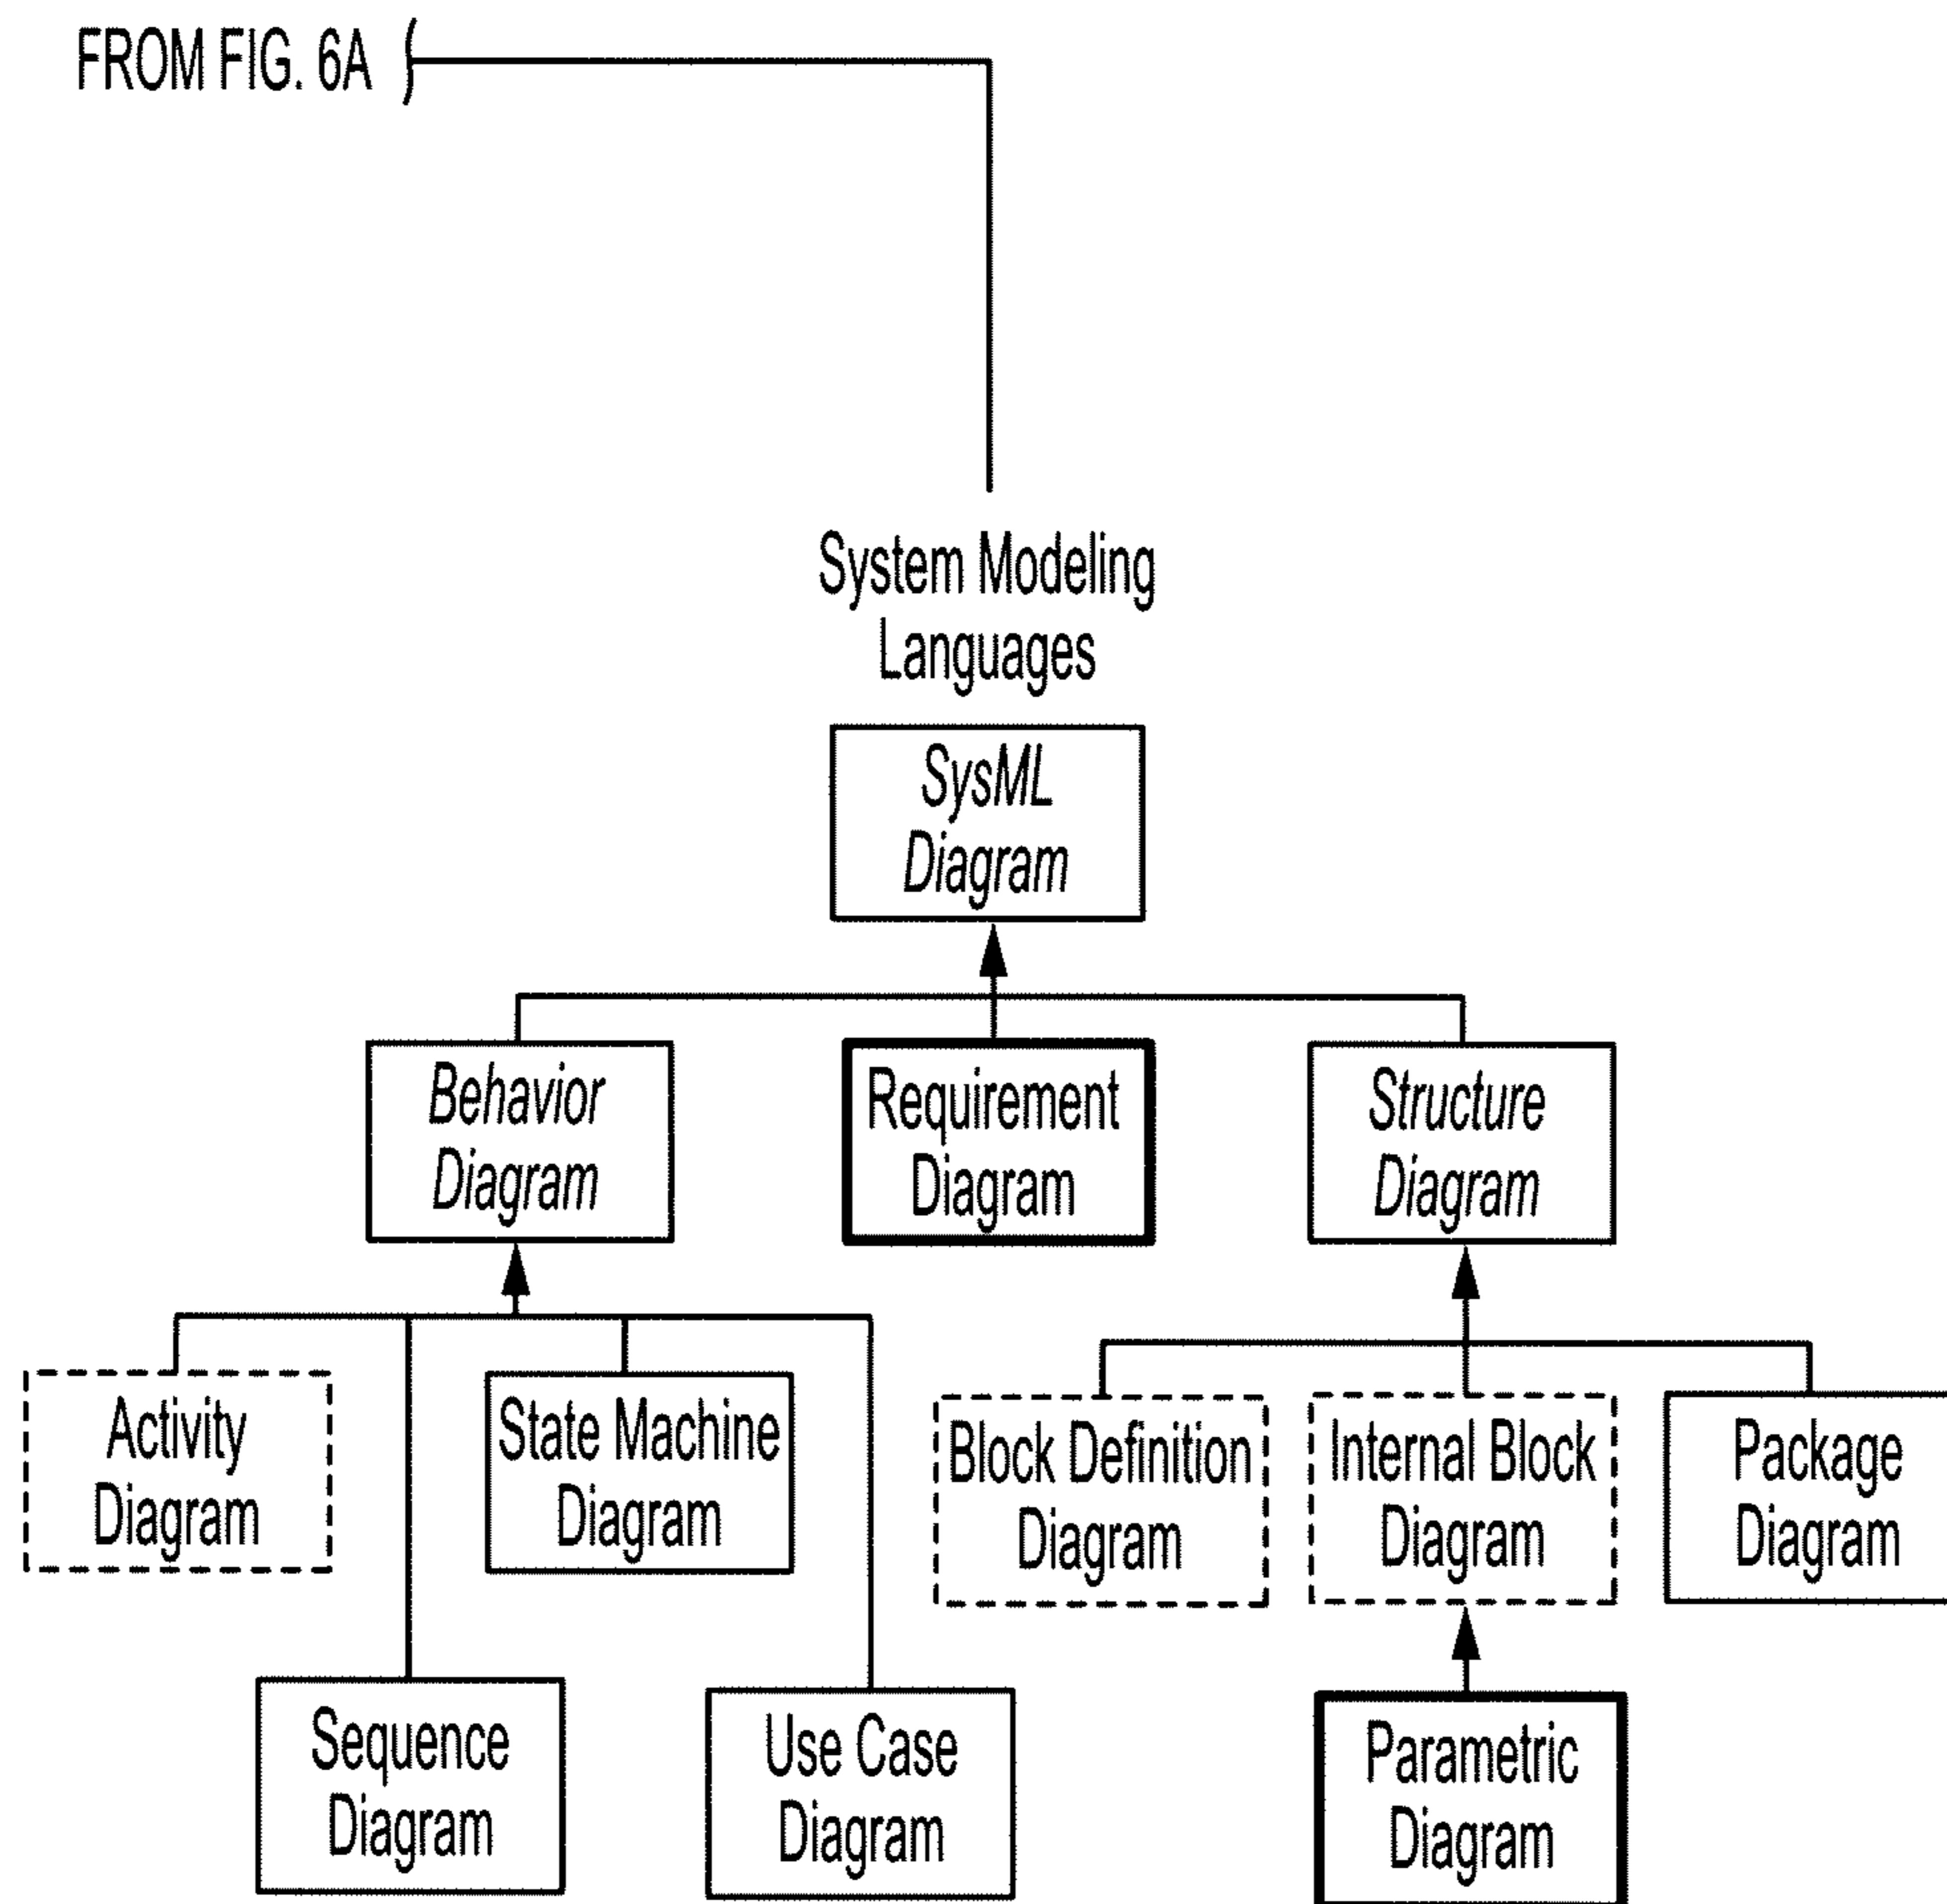 FROM FIG. 6A
System Modeling
Languages
SysML
Diagram
Behavior
Diagram
Requirement
Diagram
Structure
Diagram
Activity
Diagram
State Machine
Diagram
Block Definition
Diagram
Internal Block
Diagram
Package
Diagram
Sequence
Diagram
Use Case
Diagram
Parametric
Diagram